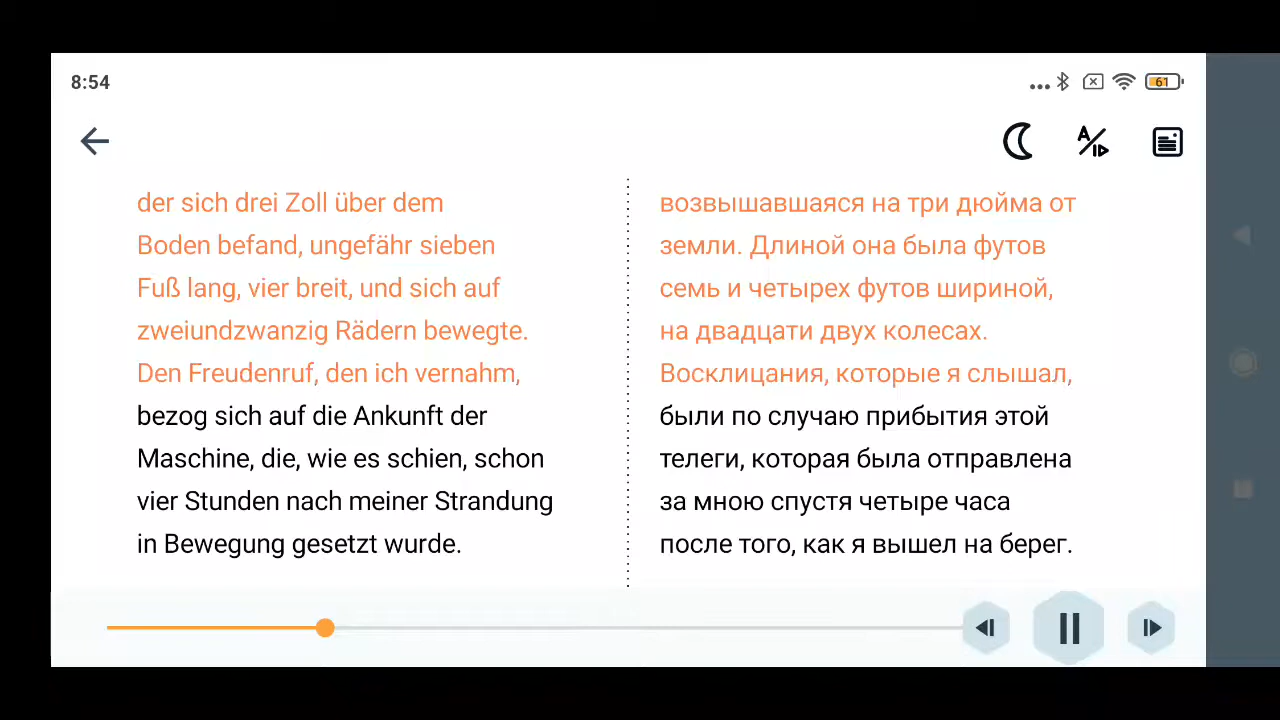 8:54
61
der sich drei Zoll über dem
Boden befand, ungefähr sieben
Fuß lang, vier breit, und sich auf
zweiundzwanzig Rädern bewegte.
Den Freudenruf, den ich vernahm,
bezog sich auf die Ankunft der
Maschine, die, wie es schien, schon
vier Stunden nach meiner Strandung
in Bewegung gesetzt wurde.
возвышавшаяся на три дюйма от
земли. Длиной она была футов
семь и четырех футов шириной,
на двадцати двух колесах.
Восклицания, которые я слышал,
были по случаю прибытия этой
телеги, которая была отправлена
за мною спустя четыре часа
после того, как я вышел на берег.